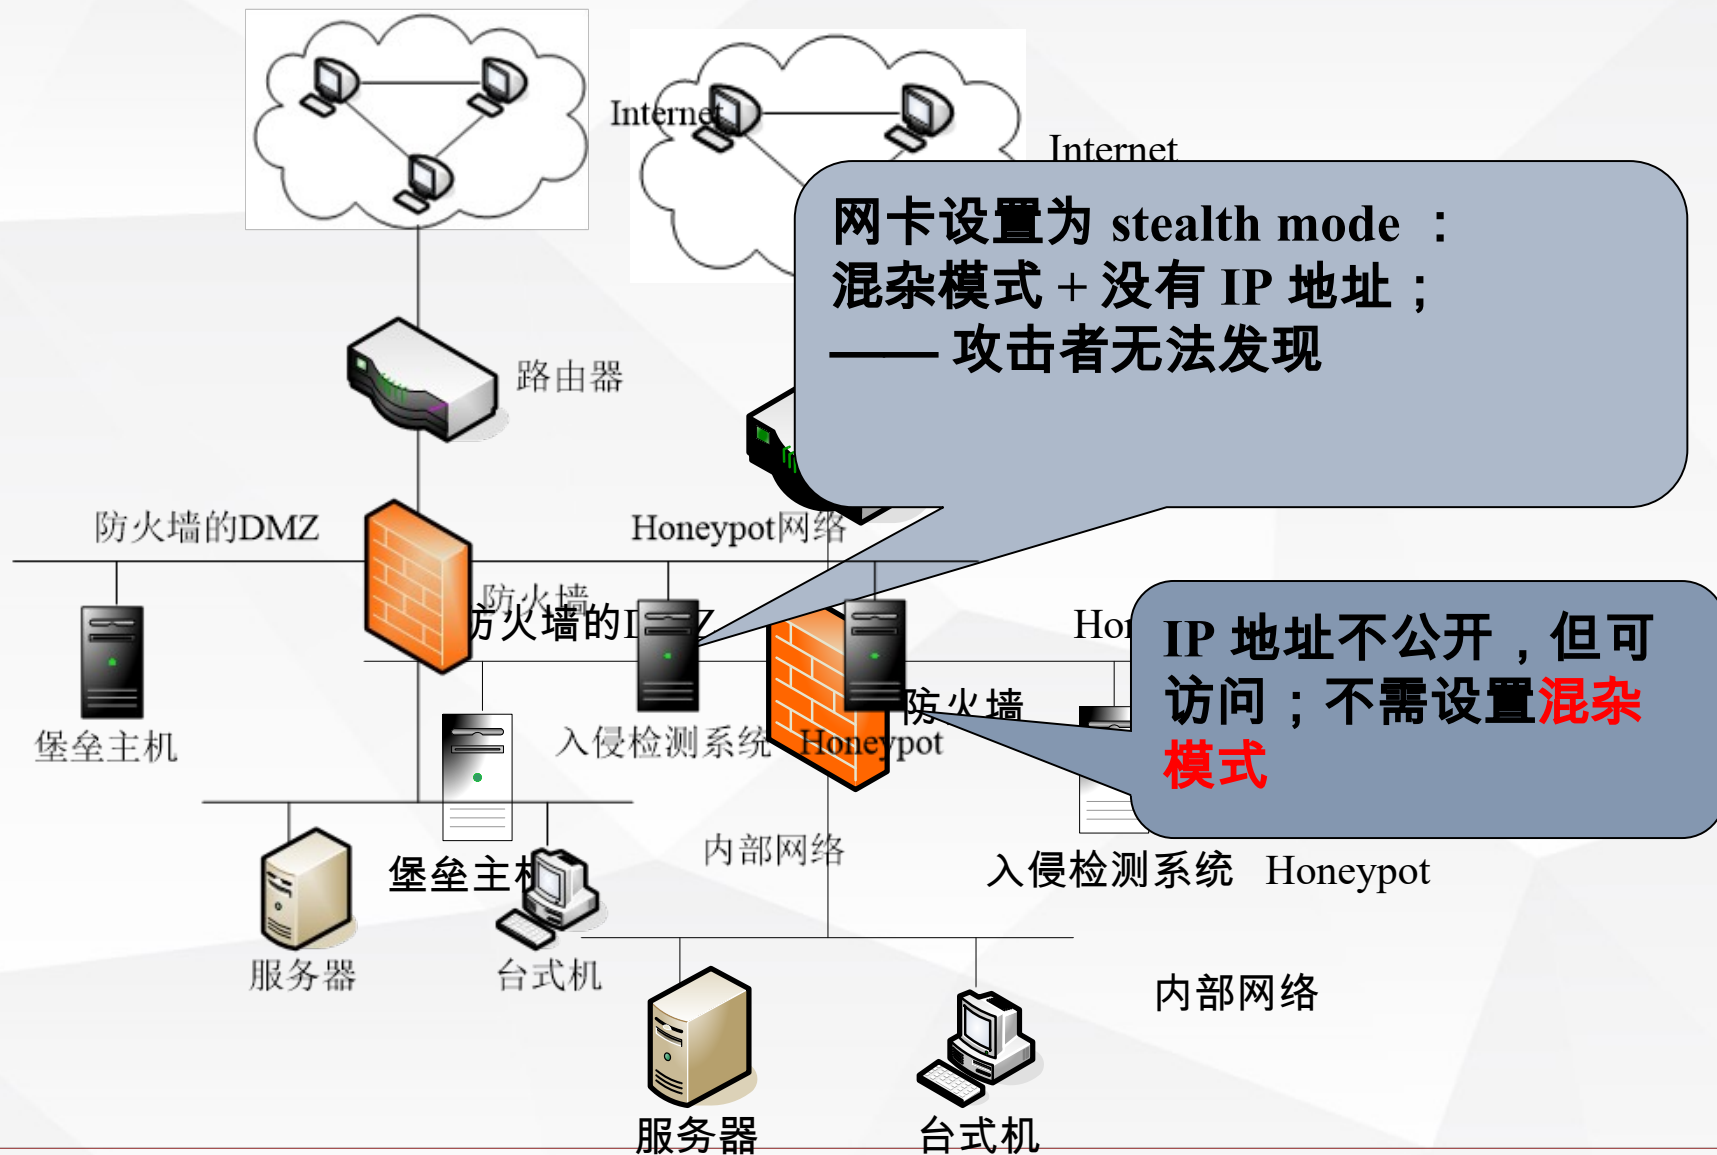 Internet
Internet
网卡设置为 stealth mode ：
混杂模式 + 没有 IP 地址；
—— 攻击者无法发现
路由器
防火墙的DMZ
Honeypot网络
防火墙
防火墙的DMZ
IP 地址不公开，但可
访问；不需设置混杂
模式
防火墙
堡垒主机
入侵检测系统
Honeypot
内部网络
堡垒主机
入侵检测系统 Honeypot
服务器
台式机
内部网络
服务器
台式机